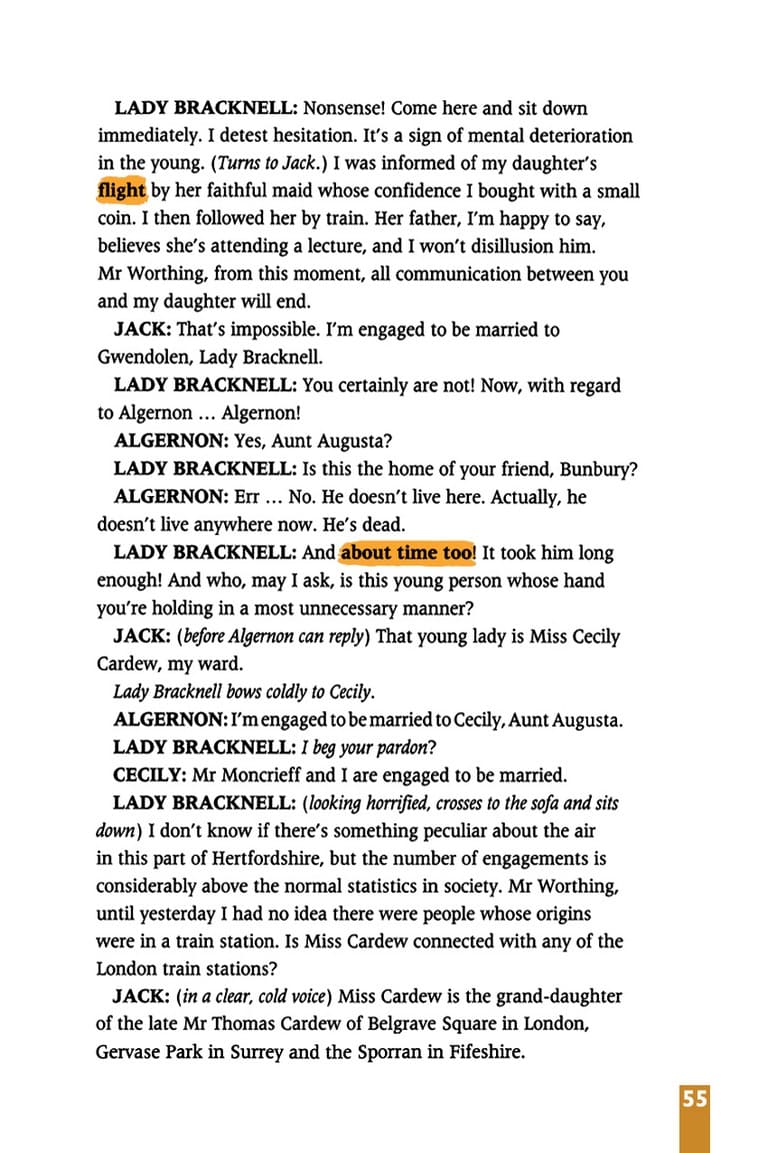 LADY BRACKNELL: Nonsense! Come here and sit down
immediately. I detest hesitation. It's a sign of mental deterioration
in the young. (Turns to Jack.) I was informed of my daughter's
flight by her faithful maid whose confidence I bought with a small
coin. I then followed her by train. Her father, I'm happy to say,
believes she's attending a lecture, and I won't disillusion him.
Mr Worthing, from this moment, all communication between you
and my daughter will end.
JACK: That's impossible. I'm engaged to be married to
Gwendolen, Lady Bracknell.
LADY BRACKNELL: You certainly are not! Now, with regard
to Algernon … Algernon!
ALGERNON: Yes, Aunt Augusta?
LADY BRACKNELL: Is this the home of your friend, Bunbury?
ALGERNON: Err … No. He doesn't live here. Actually, he
doesn't live anywhere now. He's dead.
LADY BRACKNELL: And about time too! It took him long
enough! And who, may I ask, is this young person whose hand
you're holding in a most unnecessary manner?
JACK: (before Algernon can reply) That young lady is Miss Cecily
Cardew, my ward.
Lady Bracknell bows coldly to Cecily.
ALGERNON: I'm engaged to be married to Cecily, Aunt Augusta.
LADY BRACKNELL: I beg your pardon?
CECILY: Mr Moncrieff and I are engaged to be married.
LADY BRACKNELL: (looking horrified, crosses to the sofa and sits
down) I don't know if there's something peculiar about the air
in this part of Hertfordshire, but the number of engagements is
considerably above the normal statistics in society. Mr Worthing,
until yesterday I had no idea there were people whose origins
were in a train station. Is Miss Cardew connected with any of the
London train stations?
JACK: (in a clear, cold voice) Miss Cardew is the grand-daughter
of the late Mr Thomas Cardew of Belgrave Square in London,
Gervase Park in Surrey and the Sporran in Fifeshire.
55